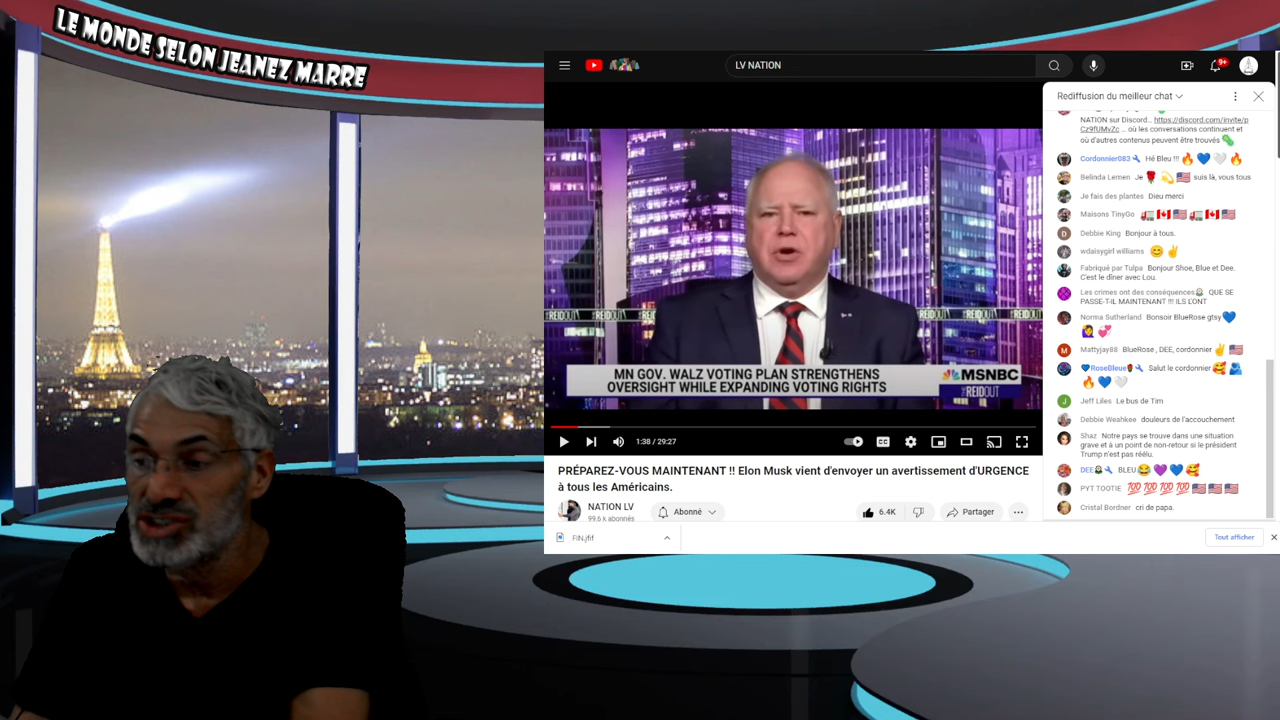 LE MONDE SELON JEANEZ MARRE
LV NATION
9+
Rediffusion du meilleur chat
NATION sur Discord... https://discord.com/invite/p
Cz9fUMvZc ... où les conversations continuent et
où d'autres contenus peuvent être trouvés
Cordonnier083 Hé Bleu !!!
Belinda Lemen Je suis là, vous tous
Je fais des plantes Dieu merci
Maisons TinyGo
Debbie King Bonjour à tous.
wdaisygirl williams
Fabriqué par Tulpa Bonjour Shoe, Blue et Dee.
C'est le dîner avec Lou.
Les crimes ont des conséquences QUE SE
PASSE-T-IL MAINTENANT !!! ILS L'ONT
Norma Sutherland Bonsoir BlueRose gtsy
Mattyjay88 BlueRose , DEE, cordonnier
RoseBleue Salut le cordonnier
Jeff Liles Le bus de Tim
Debbie Weahkee douleurs de l'accouchement
Shaz Notre pays se trouve dans une situation
grave et à un point de non-retour si le président
Trump n'est pas réélu.
DEE BLEU
PYT TOOTIE 💯💯💯💯
Cristal Bordner cri de papa.
#REIDOUT
MN GOV. WALZ VOTING PLAN STRENGTHENS
OVERSIGHT WHILE EXPANDING VOTING RIGHTS
MSNBC
REIDOUT
1:38 / 29:27
CC
PRÉPAREZ-VOUS MAINTENANT !! Elon Musk vient d'envoyer un avertissement d'URGENCE
à tous les Américains.
NATION LV
99.6 k abonnés
Abonné
6.4K
Partager
FIN.jfif
Tout afficher